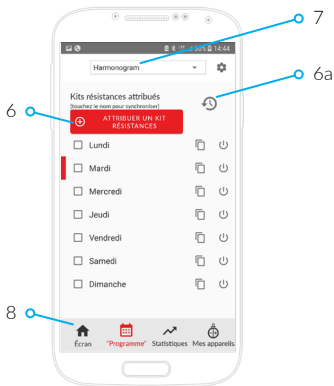 7
14:44
Harmonogram
6a
Kits résistances attribués
(touchez le nom pour synchroniser)
6
ATTRIBUER UN KIT
RÉSISTANCES
Lundi
Mardi
Mercredi
Jeudi
Vendredi
Samedi
Dimanche
8
Écran "Programme" Statistiques Mes appareils